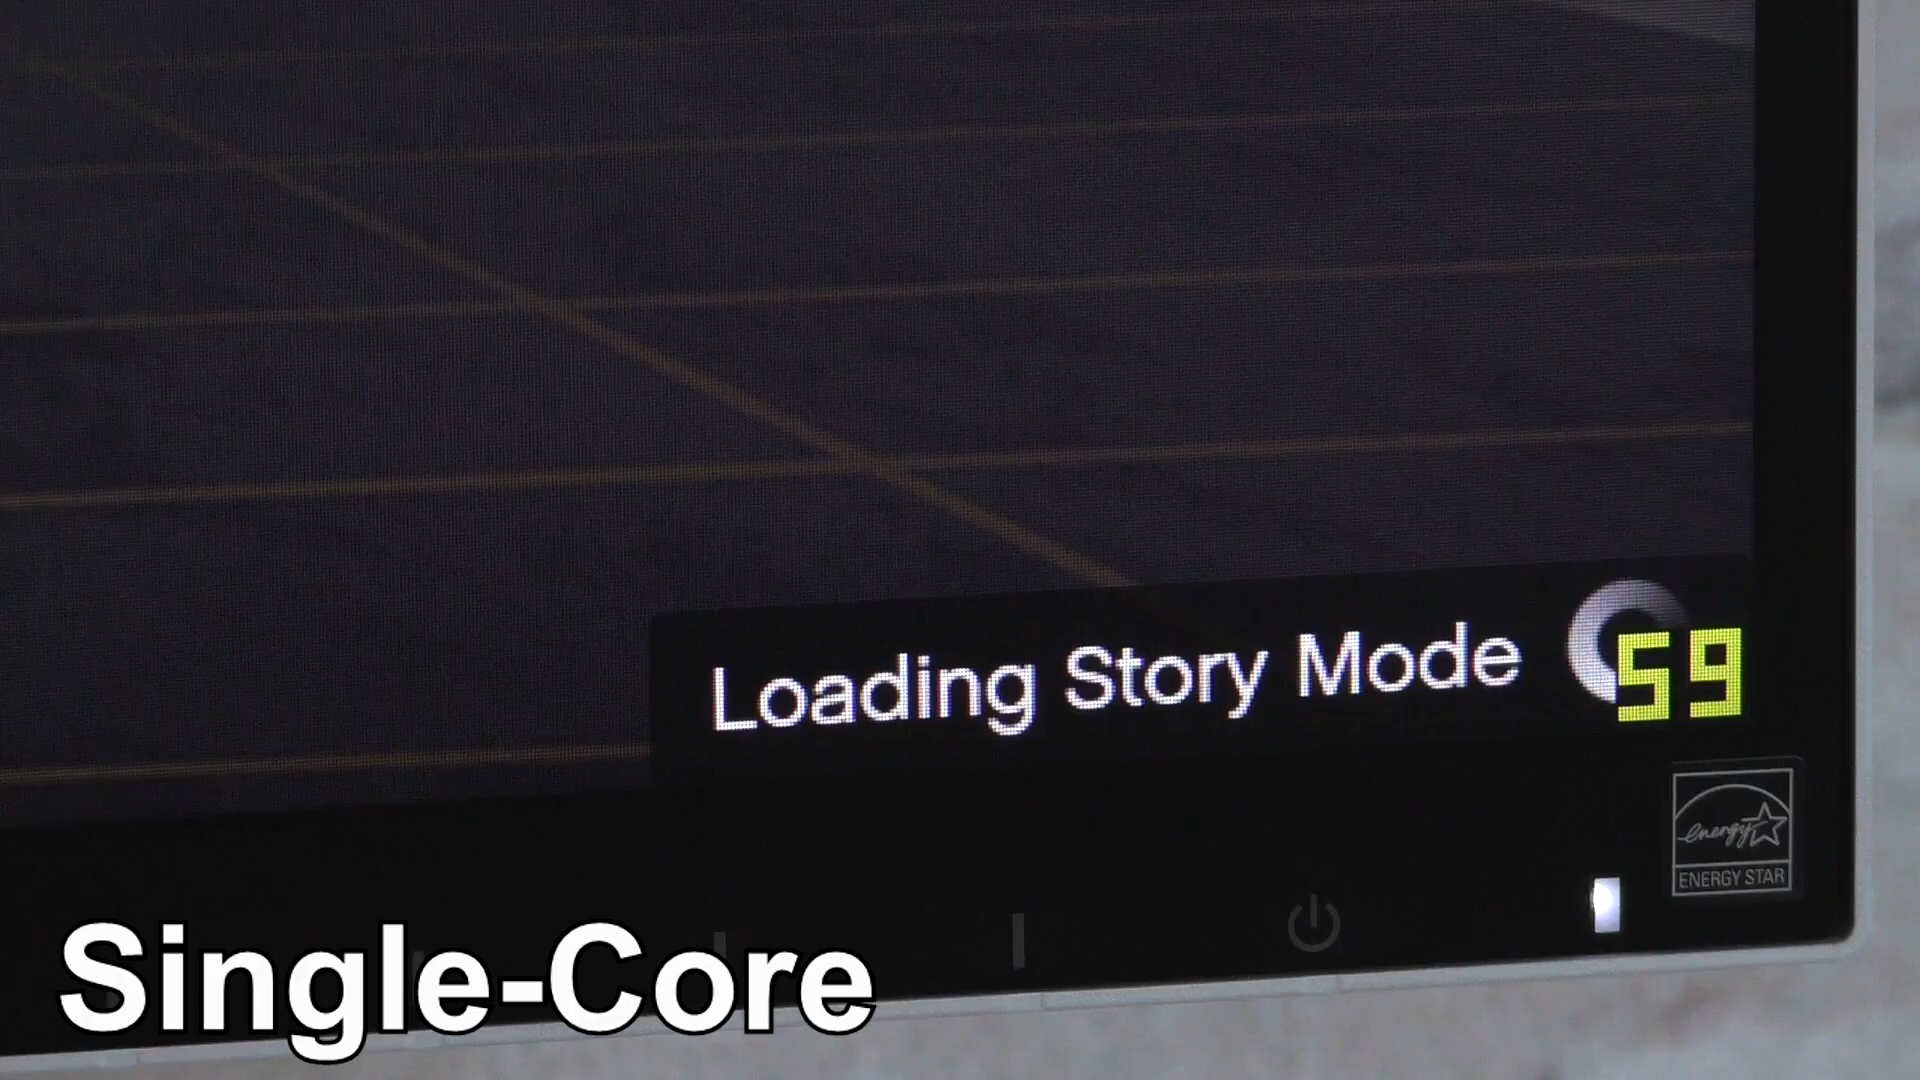 Loading Story Mode
59
energy
ENERGY STAR
Single-Core